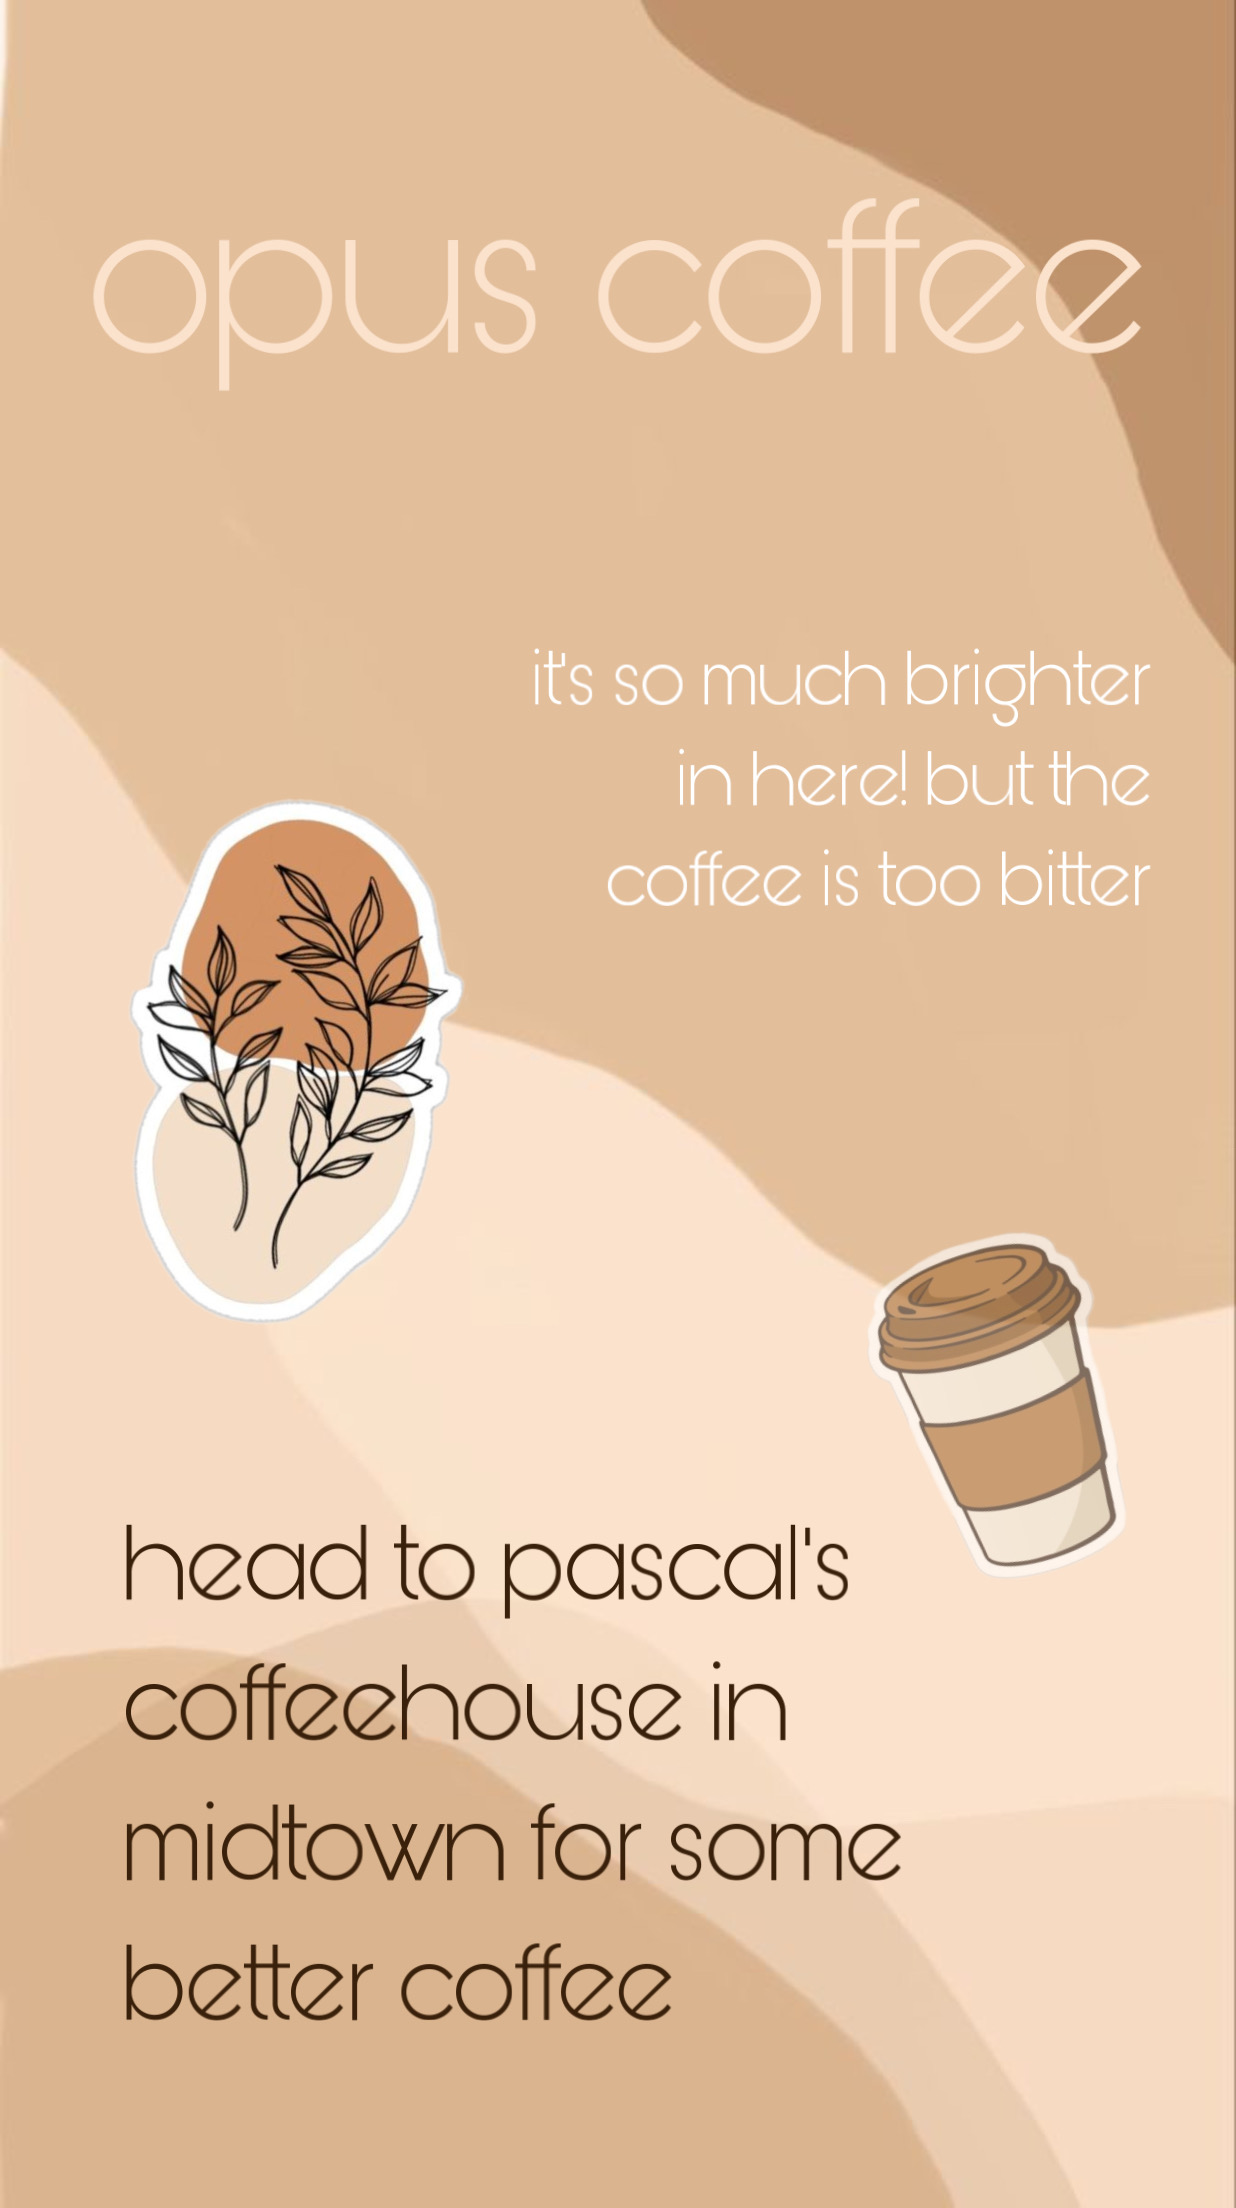 opus coffee
it's so much brighter
in here! but the
coffee is too bitter
head to pascal's
coffeehouse in
midtown for some
better coffee